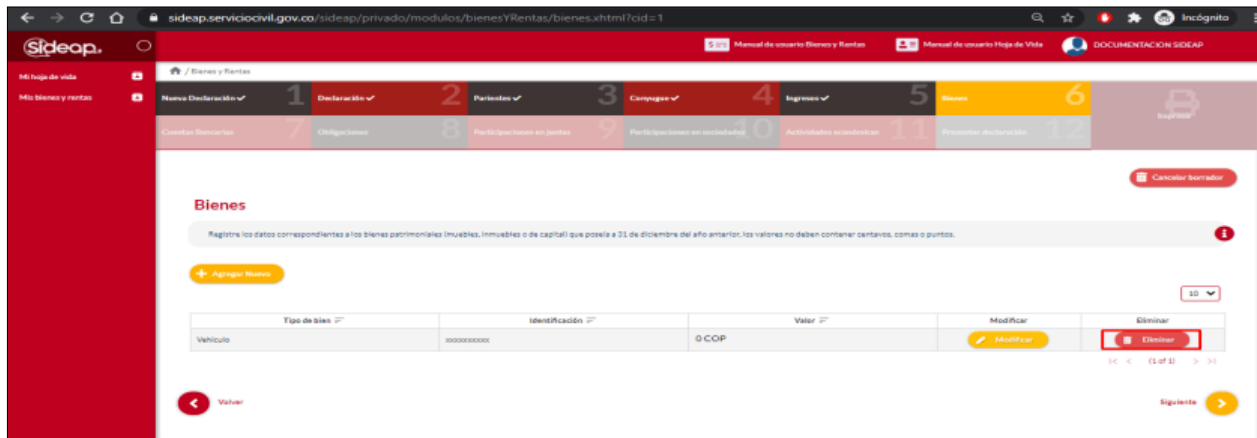 sideap.serviciocivil.gov.co/sideap/privado/modulos/bienesYRentas/bienes.xhtml?cid=1
Incógnito
sideap.
Manual de usuario Bienes y Rentas
Manual de usuario Hoja de Vida
DOCUMENTACION SIDEAP
Mi hoja de vida
Mis bienes y rentas
/ Bienes y Rentas
Nueva Declaración 1
Declaración 2
Parientes 3
Conyugue 4
Ingresos 5
Bienes 6
Imprimir
Cuentas Bancarias 7
Obligaciones 8
Participaciones en juntas 9
Participaciones en sociedades 10
Actividades económicas 11
Presentar declaración 12
Cancelar borrador
Bienes
Registre los datos correspondientes a los bienes patrimoniales (muebles, inmuebles o de capital) que poseía a 31 de diciembre del año anterior, los valores no deben contener centavos, comas o puntos.
+ Agregar Nuevo
10
Tipo de bien Identificación Valor Modificar Eliminar
Vehículo xxxxxxxxxx 0 COP Modificar Eliminar
(1 of 1)
Volver
Siguiente